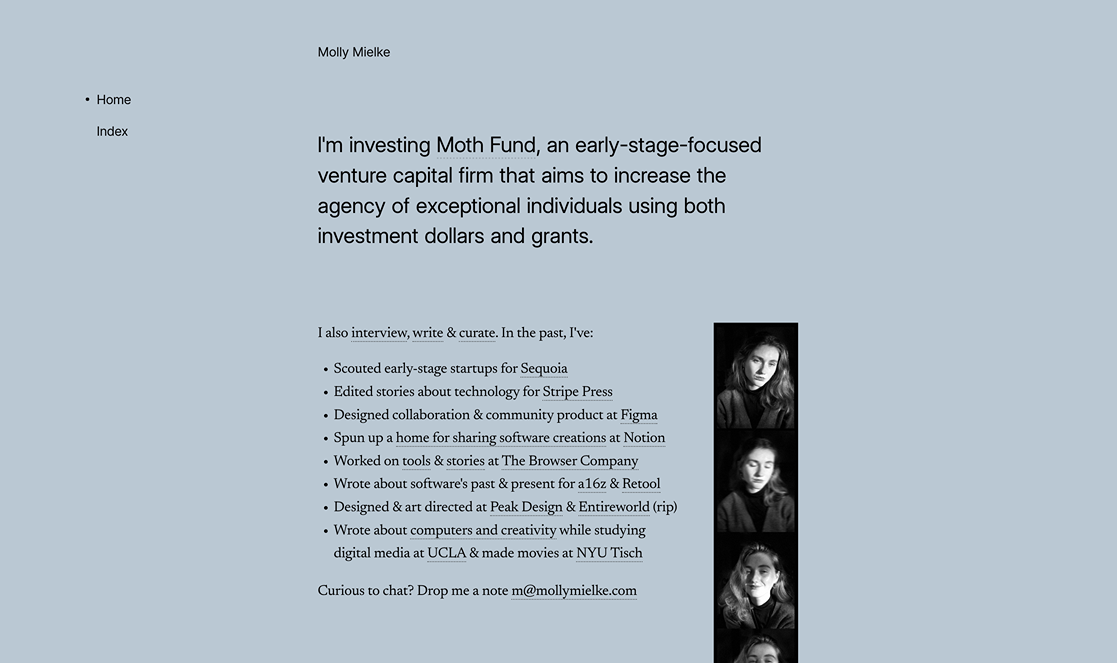 Molly Mielke
• Home
Index
I'm investing Moth Fund, an early-stage-focused
venture capital firm that aims to increase the
agency of exceptional individuals using both
investment dollars and grants.
I also interview, write & curate. In the past, I've:
• Scouted early-stage startups for Sequoia
• Edited stories about technology for Stripe Press
• Designed collaboration & community product at Figma
• Spun up a home for sharing software creations at Notion
• Worked on tools & stories at The Browser Company
• Wrote about software's past & present for a16z & Retool
• Designed & art directed at Peak Design & Entireworld (rip)
• Wrote about computers and creativity while studying
digital media at UCLA & made movies at NYU Tisch
Curious to chat? Drop me a note m@mollymielke.com